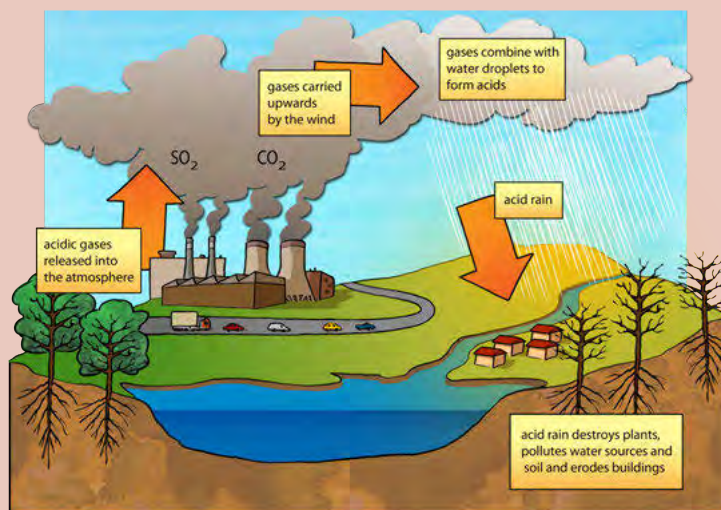 acidic gases
released into
the atmosphere
SO₂
CO₂
gases carried
upwards
by the wind
gases combine with
water droplets to
form acids
acid rain
acid rain destroys plants,
pollutes water sources and
soil and erodes buildings